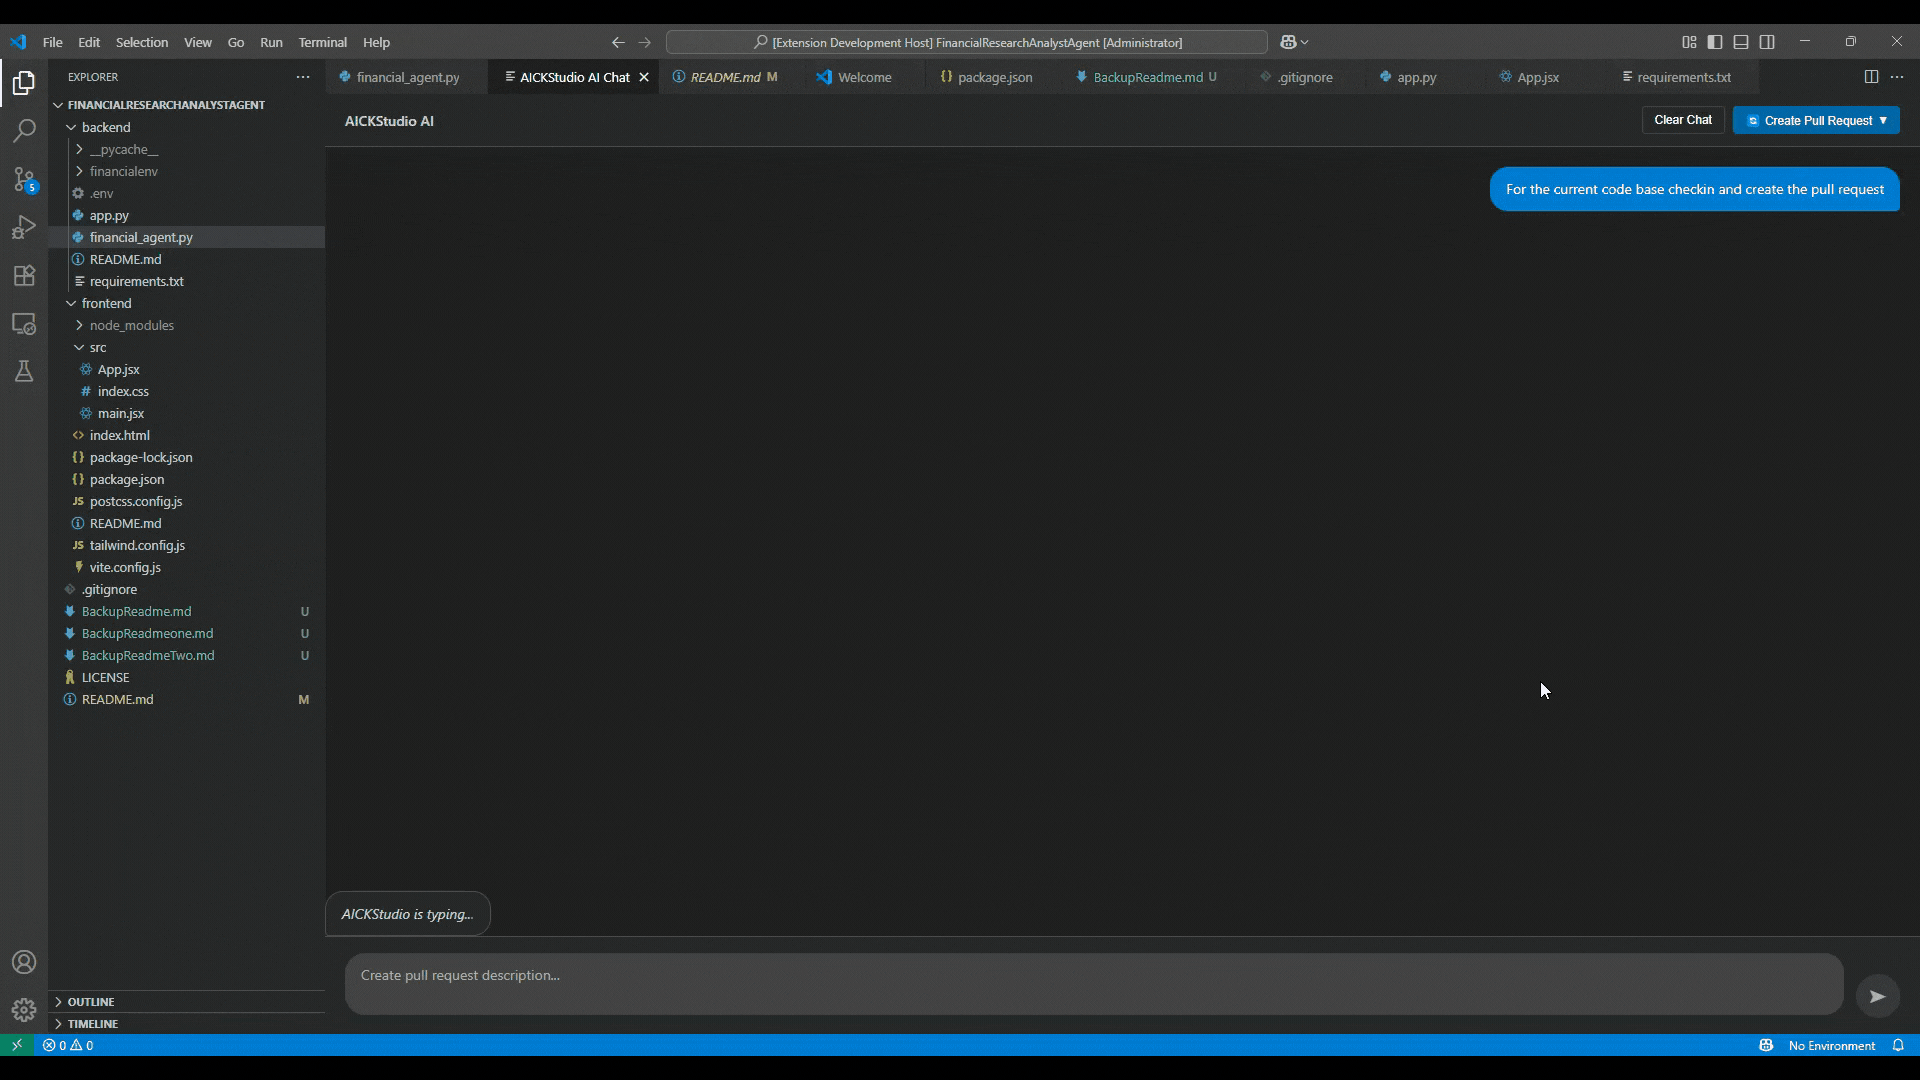 File Edit Selection View Go Run Terminal Help
[Extension Development Host] FinancialResearchAnalystAgent [Administrator]
EXPLORER
financial_agent.py
AICKStudio AI Chat
README.md M
Welcome
package.json
BackupReadme.md U
.gitignore
app.py
App.jsx
requirements.txt
FINANCIALRESEARCHANALYSTAGENT
backend
__pycache__
financialenv
.env
app.py
financial_agent.py
README.md
requirements.txt
frontend
node_modules
src
App.jsx
index.css
main.jsx
index.html
package-lock.json
package.json
postcss.config.js
README.md
tailwind.config.js
vite.config.js
.gitignore
BackupReadme.md U
BackupReadmeone.md U
BackupReadmeTwo.md U
LICENSE
README.md M
OUTLINE
TIMELINE
5
AICKStudio AI
Clear Chat
Create Pull Request
For the current code base checkin and create the pull request
AICKStudio is typing...
Create pull request description...
0 0
No Environment